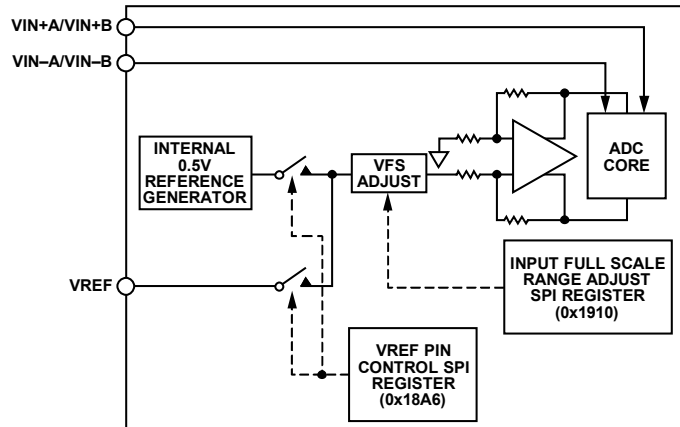 VIN+A/VIN+B
VIN–A/VIN–B
INTERNAL
0.5V
REFERENCE
GENERATOR
VFS
ADJUST
ADC
CORE
VREF
INPUT FULL SCALE
RANGE ADJUST
SPI REGISTER
(0x1910)
VREF PIN
CONTROL SPI
REGISTER
(0x18A6)